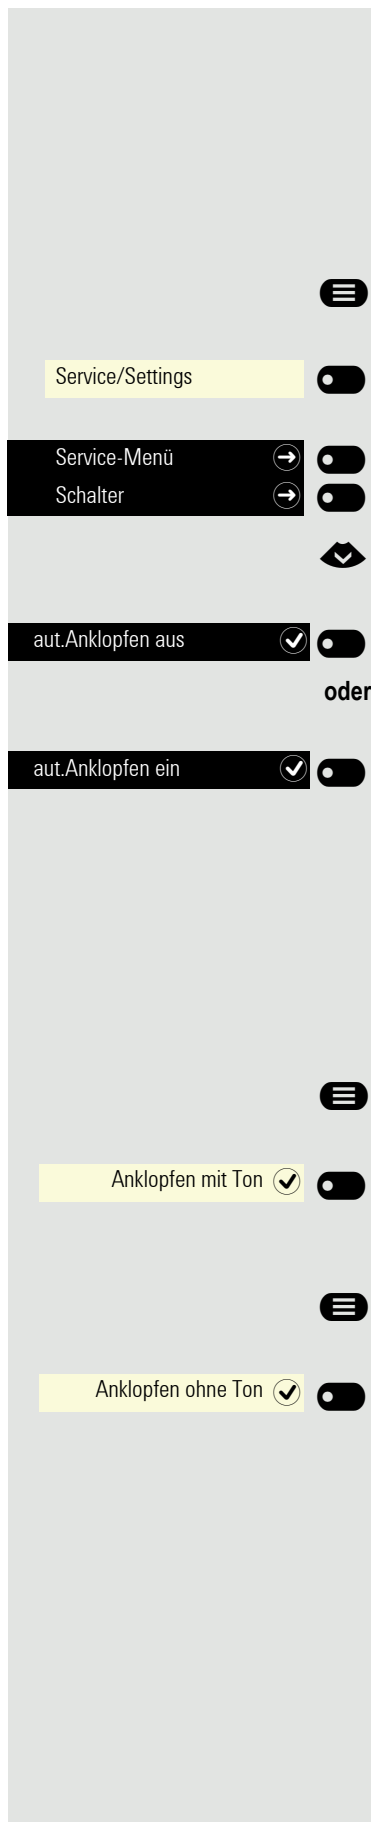 Service/Settings
Service-Menü
Schalter
aut.Anklopfen aus
oder
aut.Anklopfen ein
Anklopfen mit Ton
Anklopfen ohne Ton